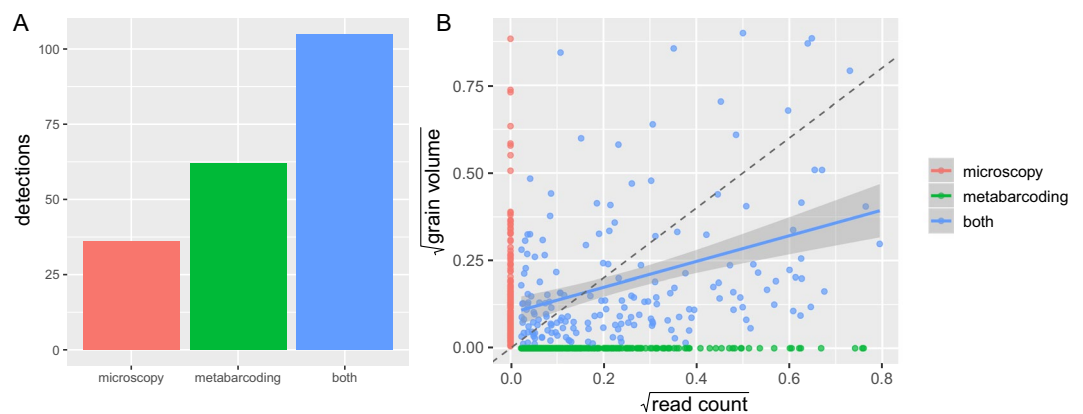 A
detections
100
75
50
25
0
microscopy metabarcoding both
B
√grain volume
0.75
0.50
0.25
0.00
0.0 0.2 0.4 0.6 0.8
√read count
microscopy
metabarcoding
both